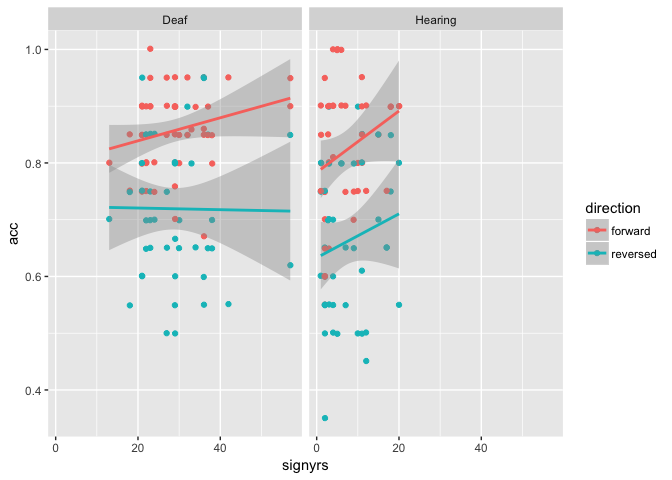 Deaf
Hearing
1.0
0.8
0.6
0.4
acc
0
20
40
0
20
40
signyrs
direction
forward
reversed